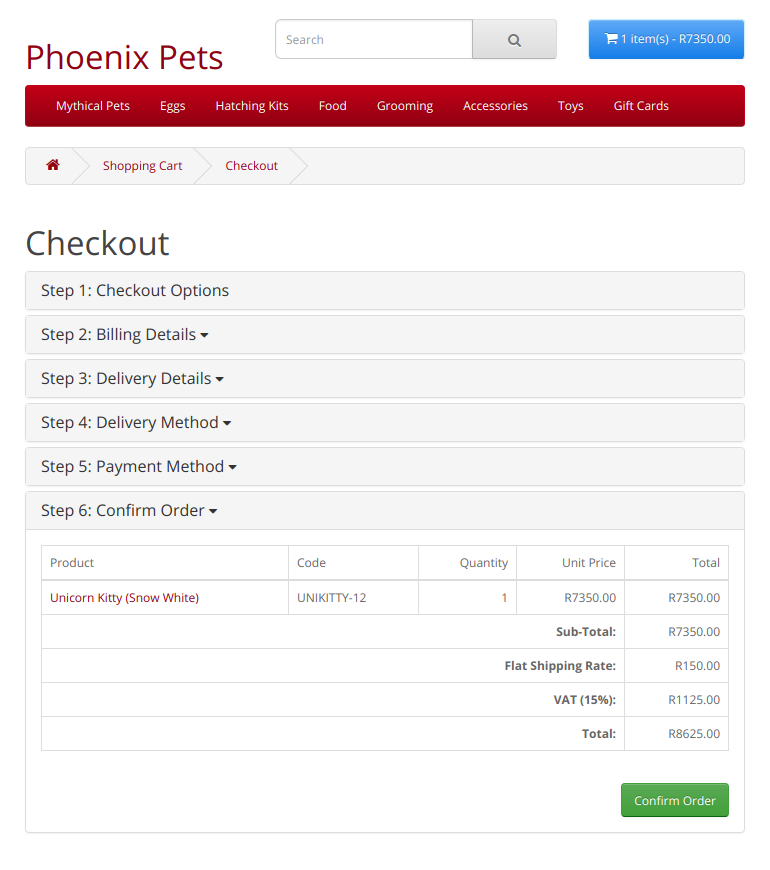 Phoenix Pets
Search
1 item(s) - R7350.00
Mythical Pets Eggs Hatching Kits Food Grooming Accessories Toys Gift Cards
Shopping Cart Checkout
Checkout
Step 1: Checkout Options
Step 2: Billing Details
Step 3: Delivery Details
Step 4: Delivery Method
Step 5: Payment Method
Step 6: Confirm Order
Product Code Quantity Unit Price Total
Unicorn Kitty (Snow White) UNIKITTY-12 1 R7350.00 R7350.00
Sub-Total: R7350.00
Flat Shipping Rate: R150.00
VAT (15%): R1125.00
Total: R8625.00
Confirm Order